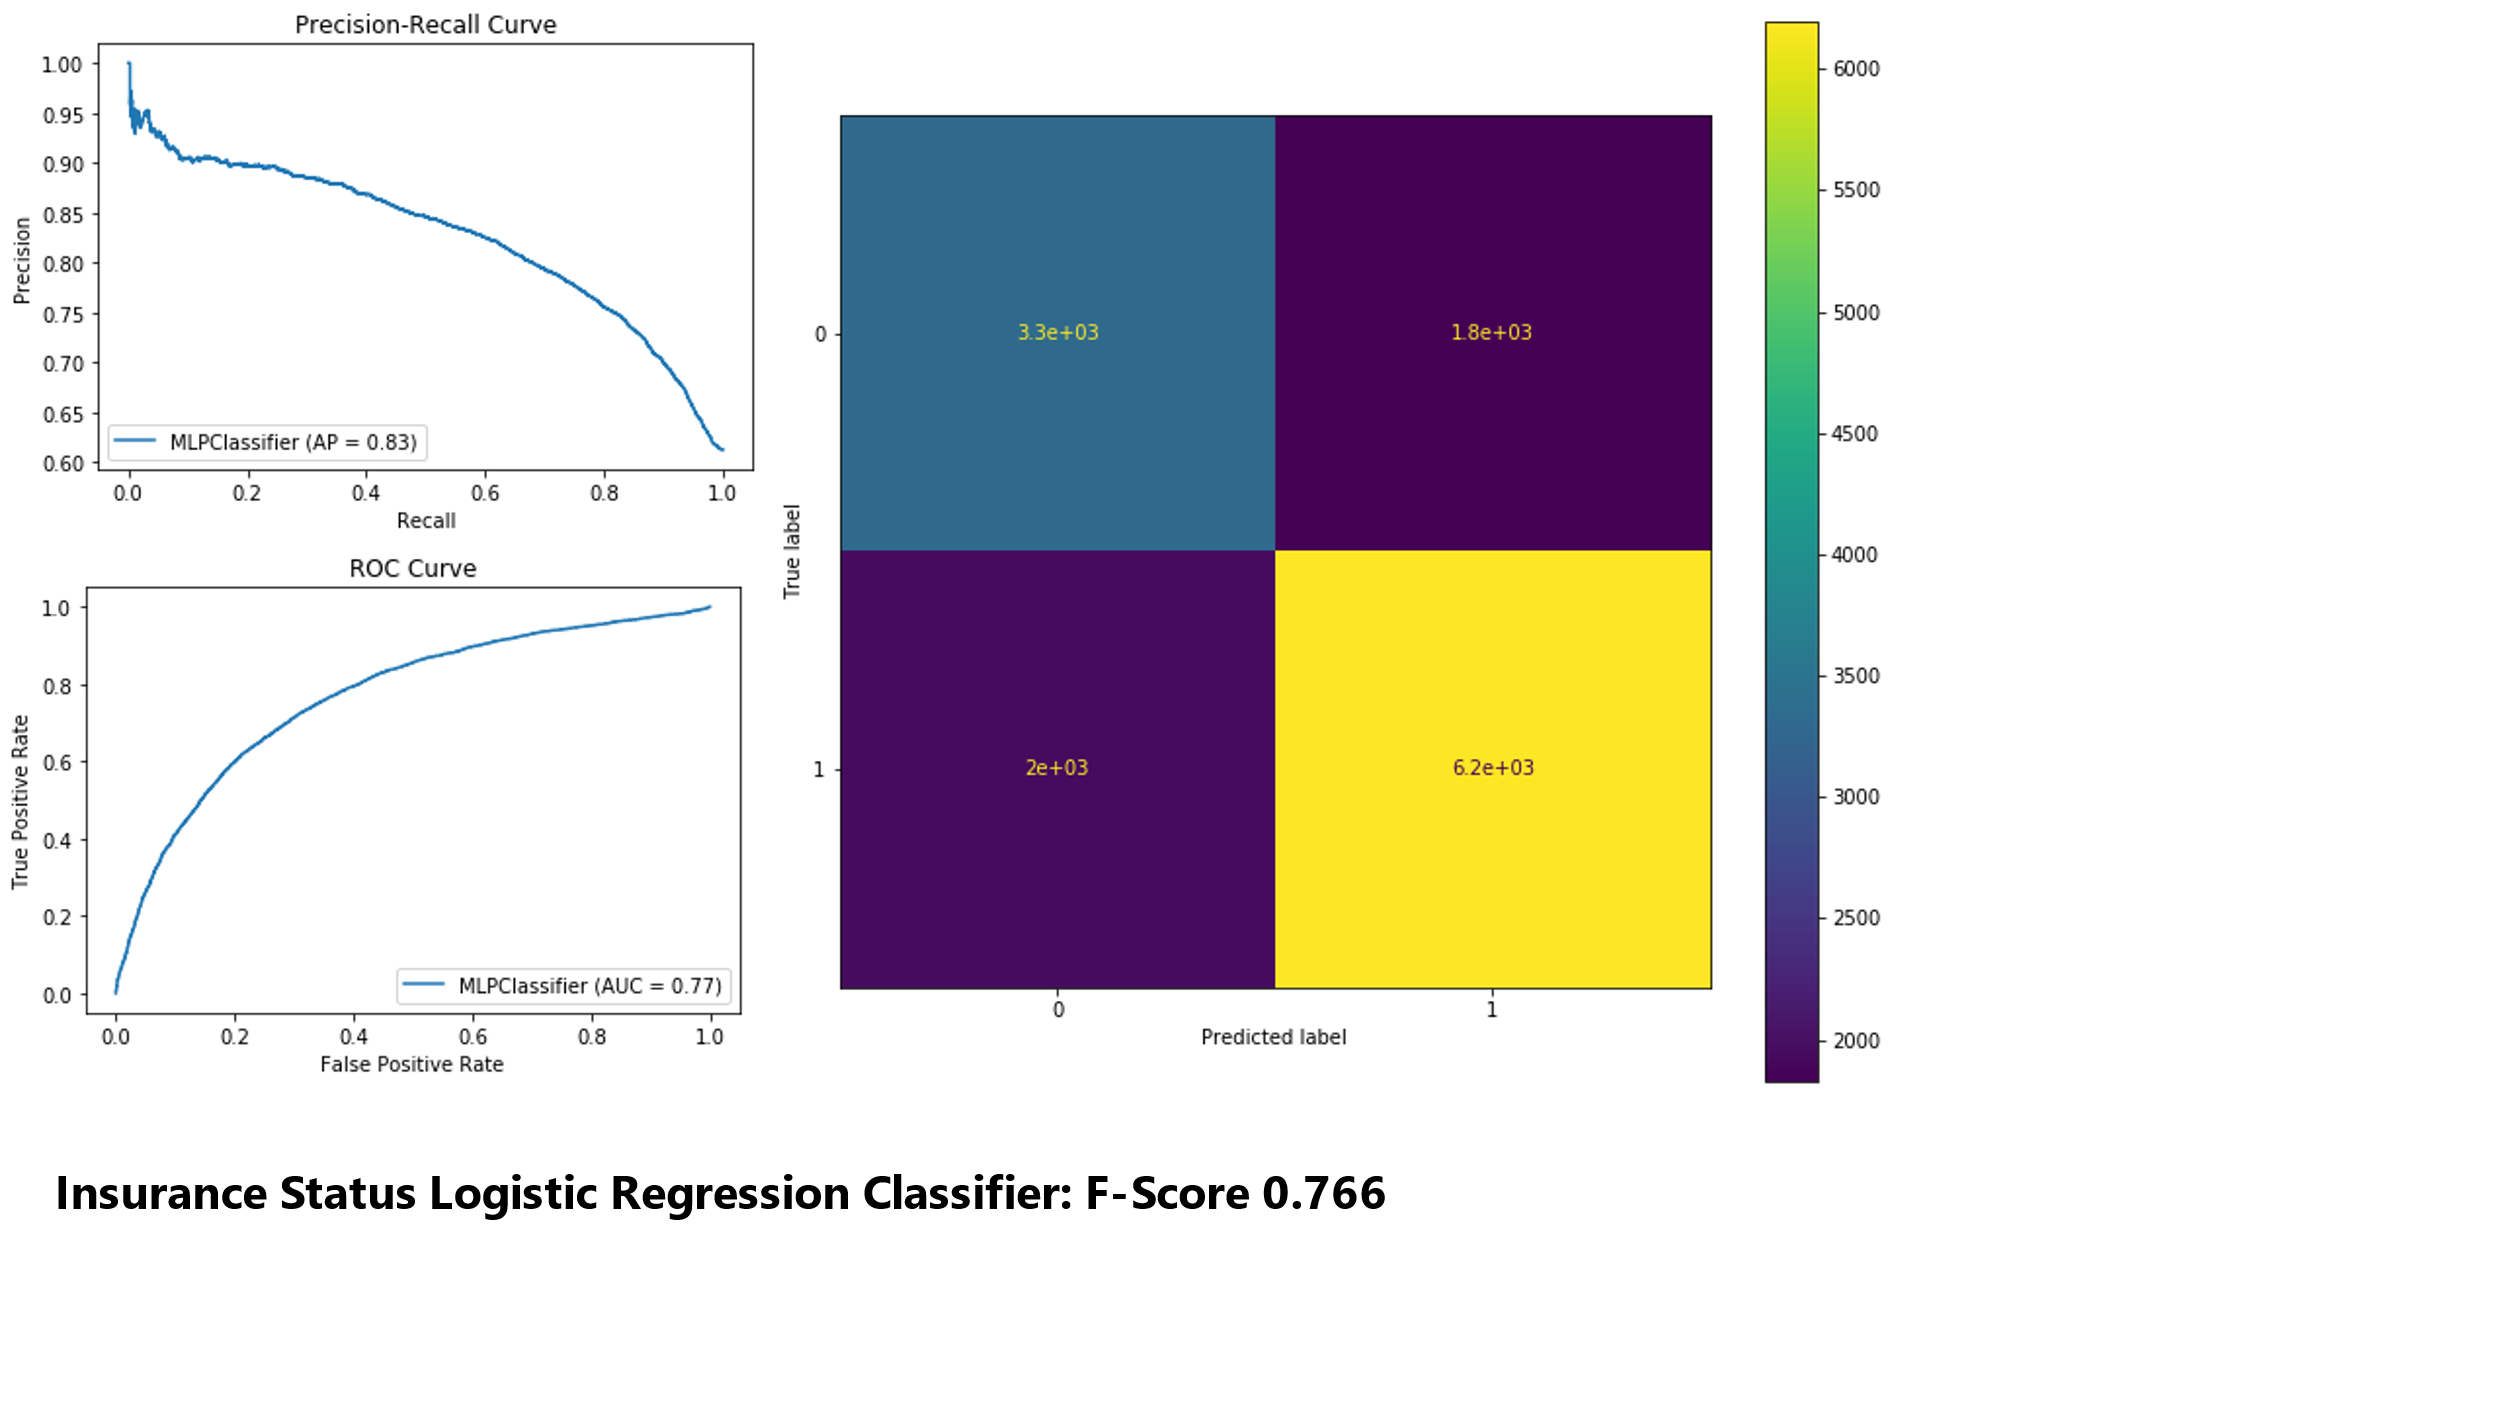 Precision-Recall Curve
1.00
0.95
0.90
0.85
0.80
0.75
0.70
0.65
0.60
Precision
MLPClassifier (AP = 0.83)
0.0 0.2 0.4 0.6 0.8 1.0
Recall
ROC Curve
1.0
0.8
0.6
0.4
0.2
0.0
True Positive Rate
MLPClassifier (AUC = 0.77)
0.0 0.2 0.4 0.6 0.8 1.0
False Positive Rate
True label
0 3.3e+03 1.8e+03
1 2e+03 6.2e+03
0 1
Predicted label
6000
5500
5000
4500
4000
3500
3000
2500
2000
Insurance Status Logistic Regression Classifier: F-Score 0.766